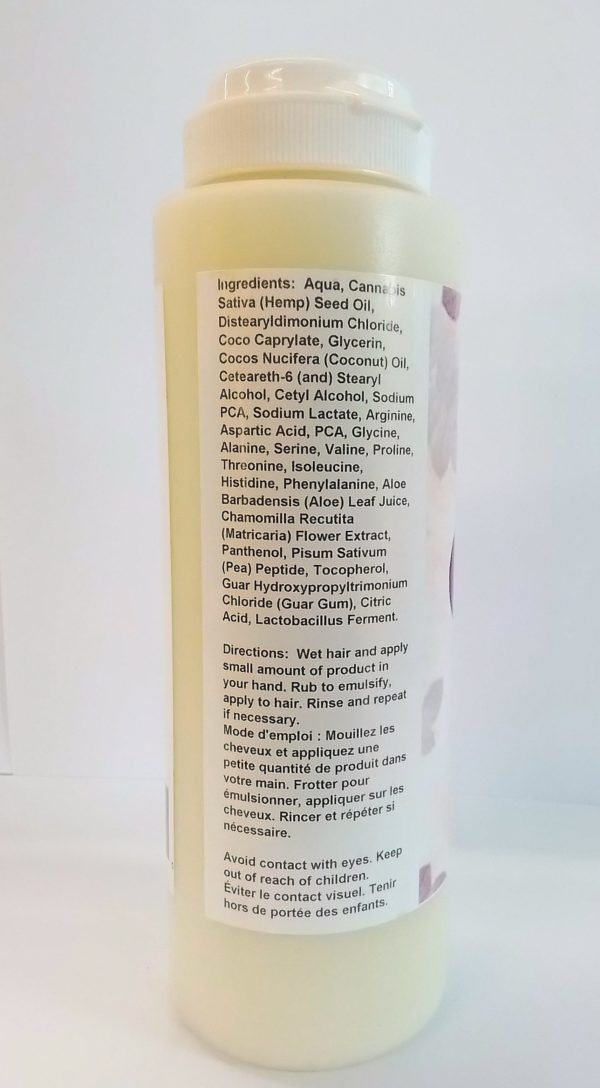 Ingredients: Aqua, Cannabis
Sativa (Hemp) Seed Oil,
Distearyldimonium Chloride,
Coco Caprylate, Glycerin,
Cocos Nucifera (Coconut) Oil,
Ceteareth-6 (and) Stearyl
Alcohol, Cetyl Alcohol, Sodium
PCA, Sodium Lactate, Arginine,
Aspartic Acid, PCA, Glycine,
Alanine, Serine, Valine, Proline,
Threonine, Isoleucine,
Histidine, Phenylalanine, Aloe
Barbadensis (Aloe) Leaf Juice,
Chamomilla Recutita
(Matricaria) Flower Extract,
Panthenol, Pisum Sativum
(Pea) Peptide, Tocopherol,
Guar Hydroxypropyltrimonium
Chloride (Guar Gum), Citric
Acid, Lactobacillus Ferment.
Directions: Wet hair and apply
small amount of product in
your hand. Rub to emulsify,
apply to hair. Rinse and repeat
if necessary.
Mode d'emploi : Mouillez les
cheveux et appliquez une
petite quantité de produit dans
votre main. Frotter pour
émulsionner, appliquer sur les
cheveux. Rincer et répéter si
nécessaire.
Avoid contact with eyes. Keep
out of reach of children.
Éviter le contact visuel. Tenir
hors de portée des enfants.